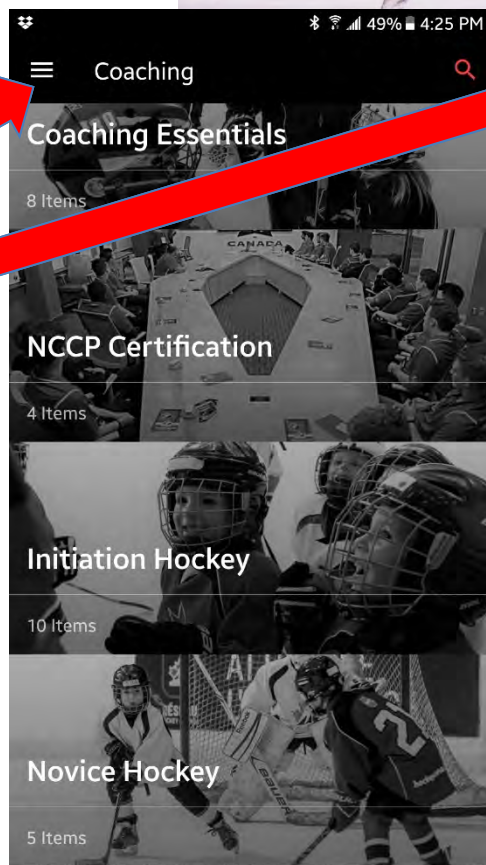 49% 4:25 PM
Coaching
Coaching Essentials
8 Items
CANADA
NCCP Certification
4 Items
Initiation Hockey
10 Items
Novice Hockey
BAUER
5 Items